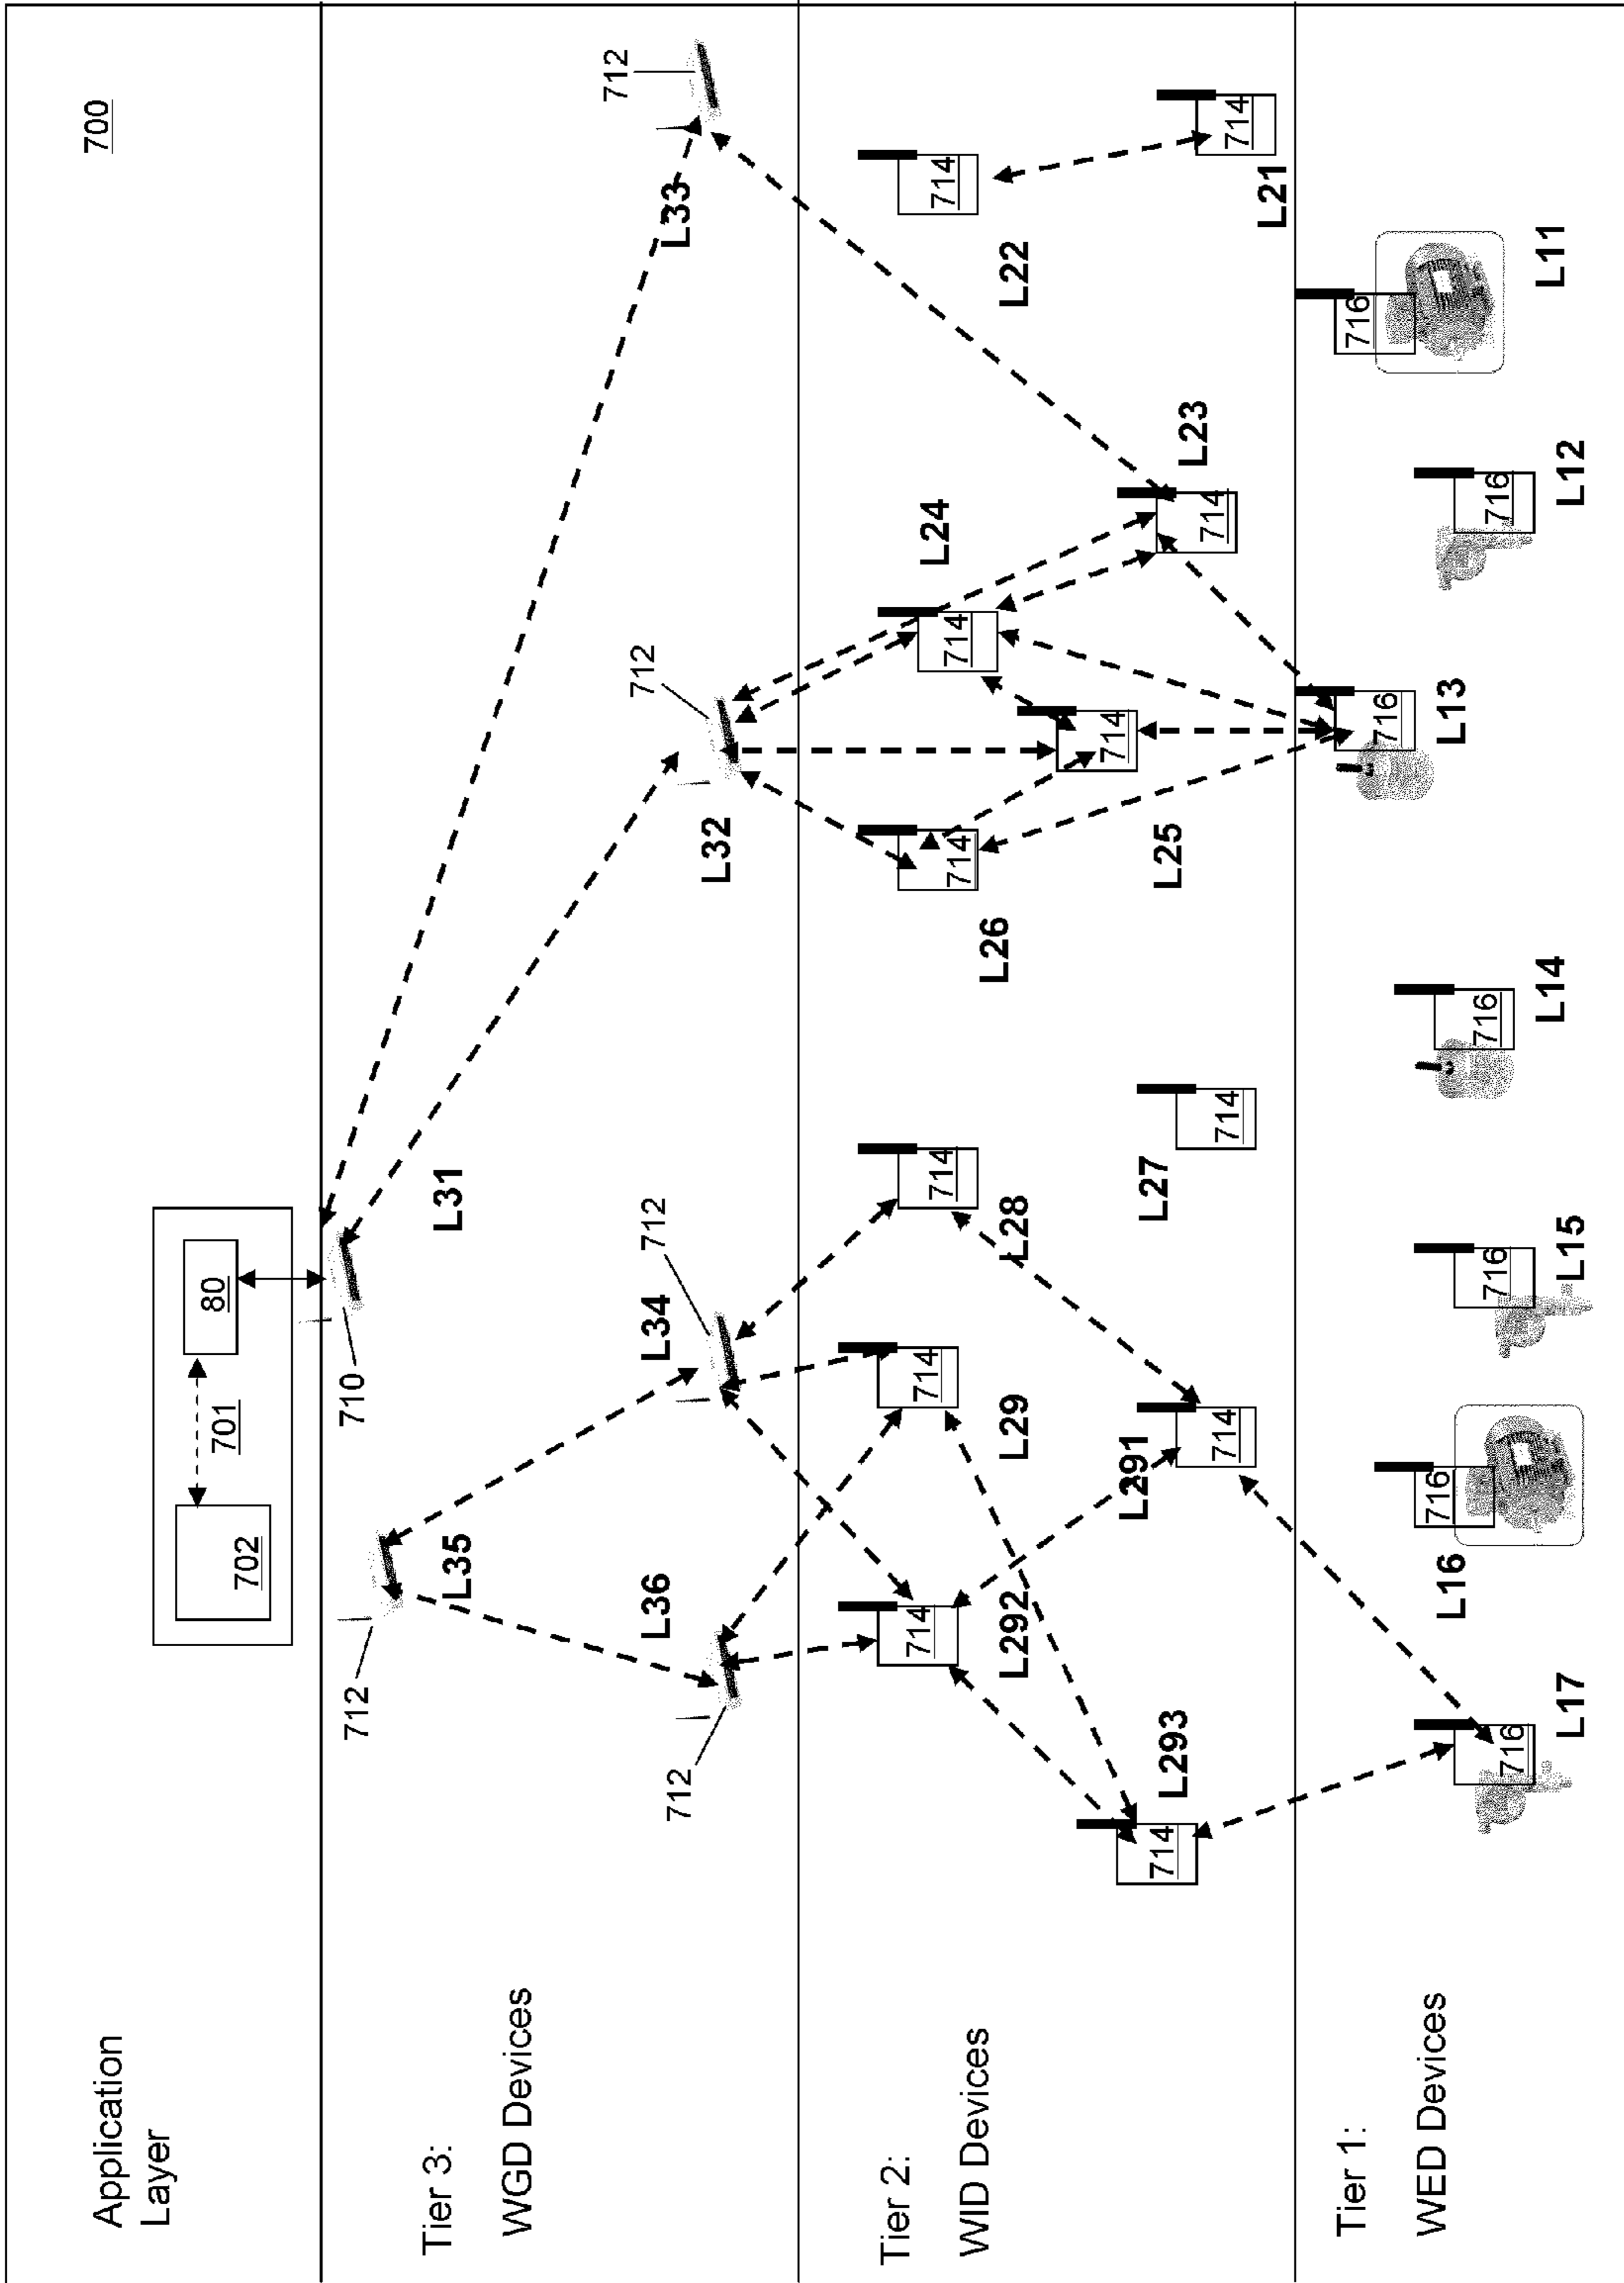 Application
Layer
700
702
701
80
Tier 3:
WGD Devices
712
710
L35
L31
712
L36
L34
712
L32
712
L33
712
Tier 2:
WID Devices
714
L292
714
L29
714
L28
714
L26
714
L24
714
L22
714
L293
714
L291
714
L27
714
L25
714
L23
714
L21
Tier 1:
WED Devices
716
L17
716
L16
716
L15
716
L14
716
L13
716
L12
716
L11